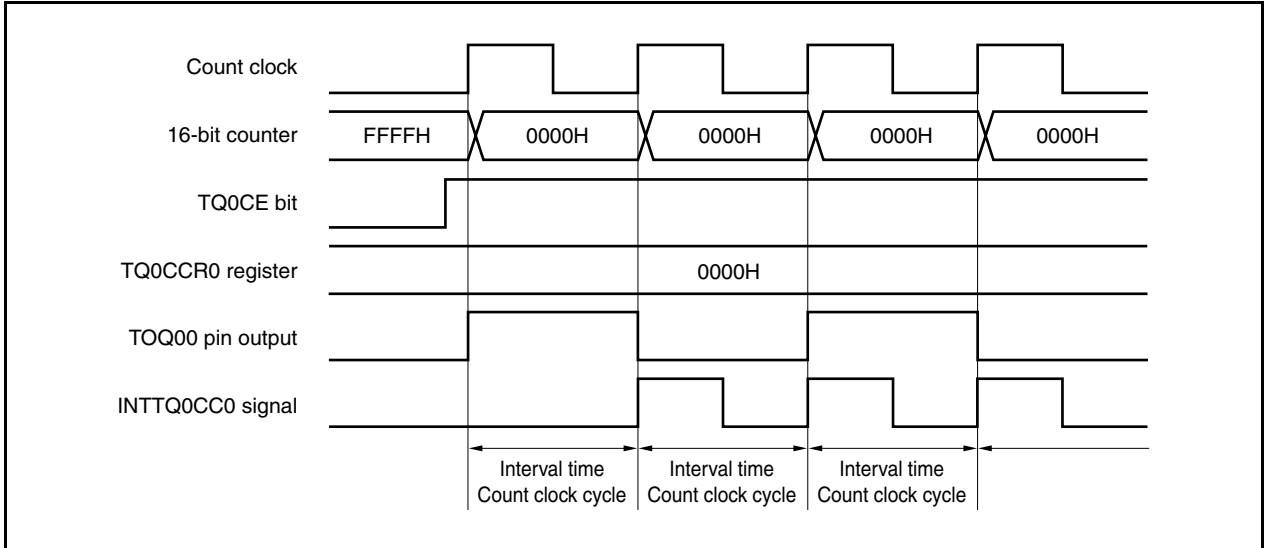 Count clock
16-bit counter
FFFFH 0000H 0000H 0000H 0000H
TQ0CE bit
TQ0CCR0 register
0000H
TOQ00 pin output
INTTQ0CC0 signal
Interval time Interval time Interval time
Count clock cycle Count clock cycle Count clock cycle